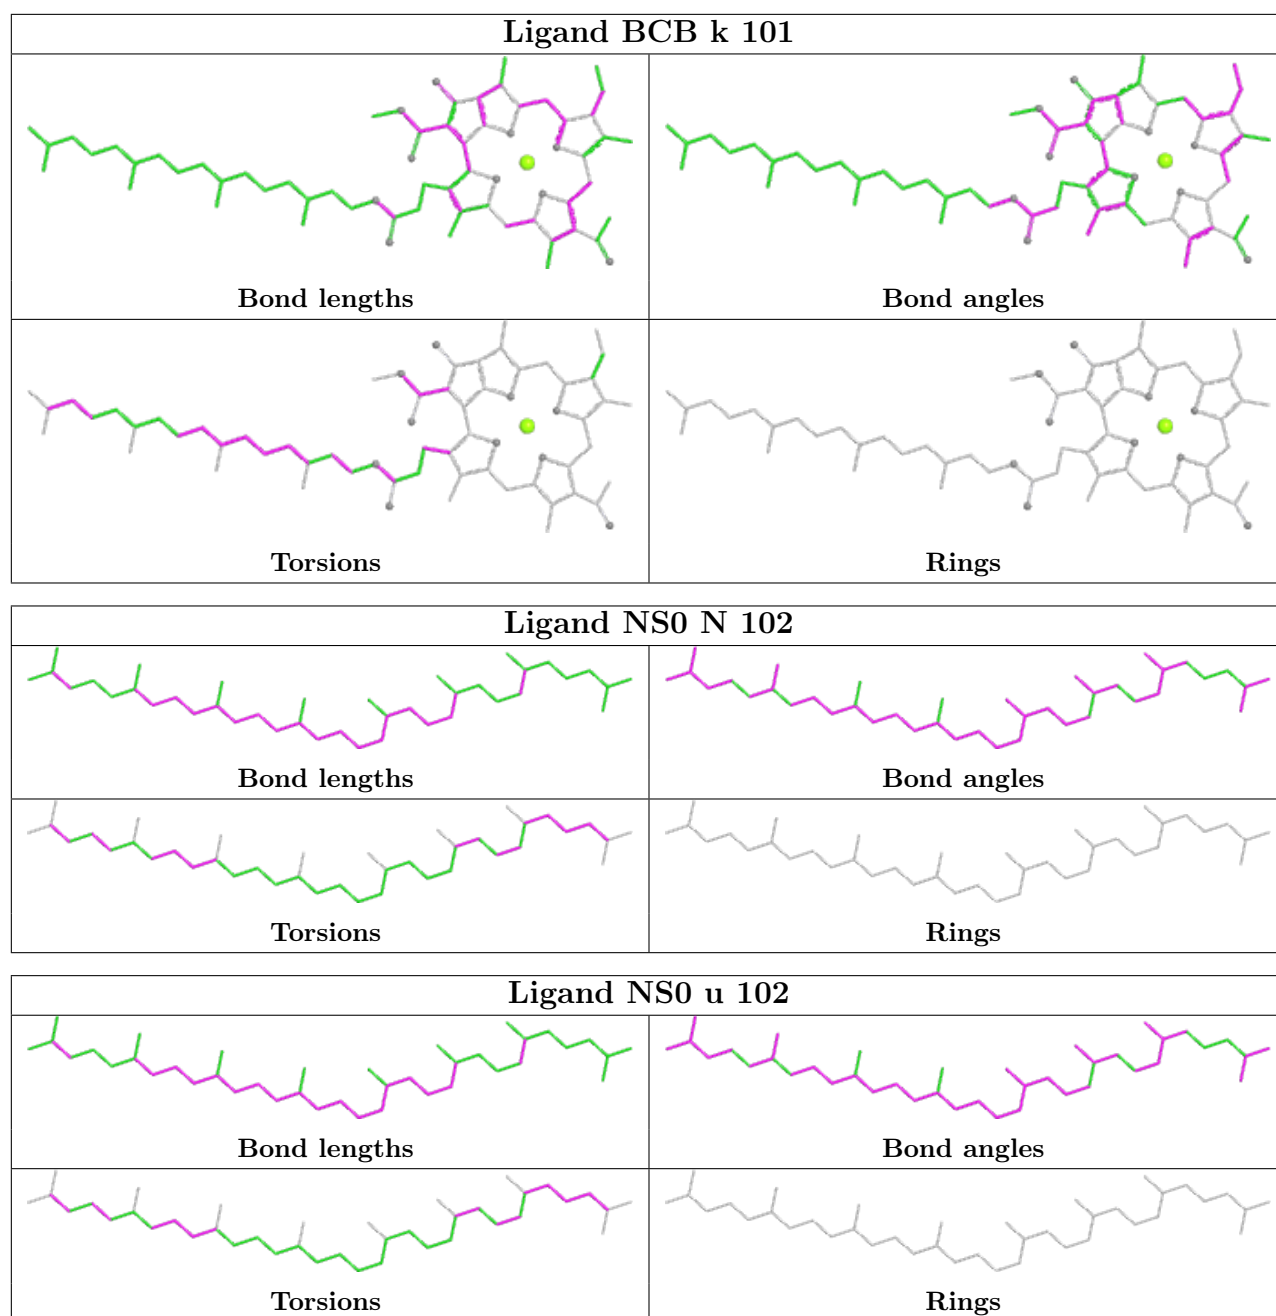 Ligand BCB k 101
Bond lengths
Bond angles
Torsions
Rings
Ligand NS0 N 102
Bond lengths
Bond angles
Torsions
Rings
Ligand NS0 u 102
Bond lengths
Bond angles
Torsions
Rings